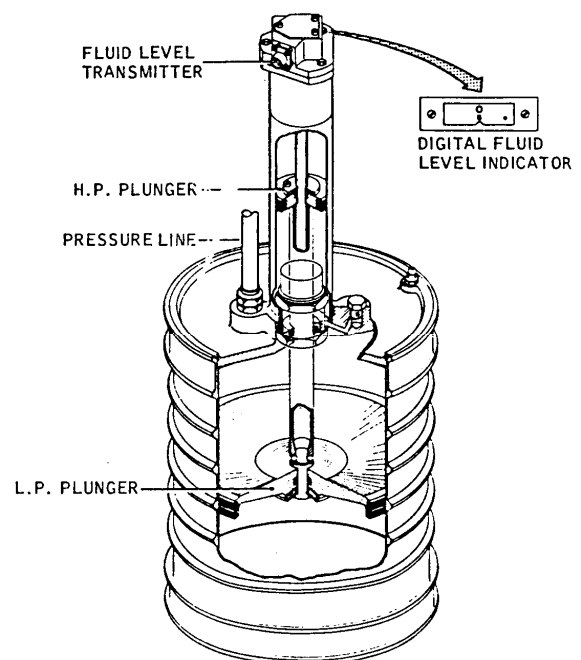 FLUID LEVEL
TRANSMITTER
DIGITAL FLUID
LEVEL INDICATOR
H.P. PLUNGER
PRESSURE LINE
L.P. PLUNGER